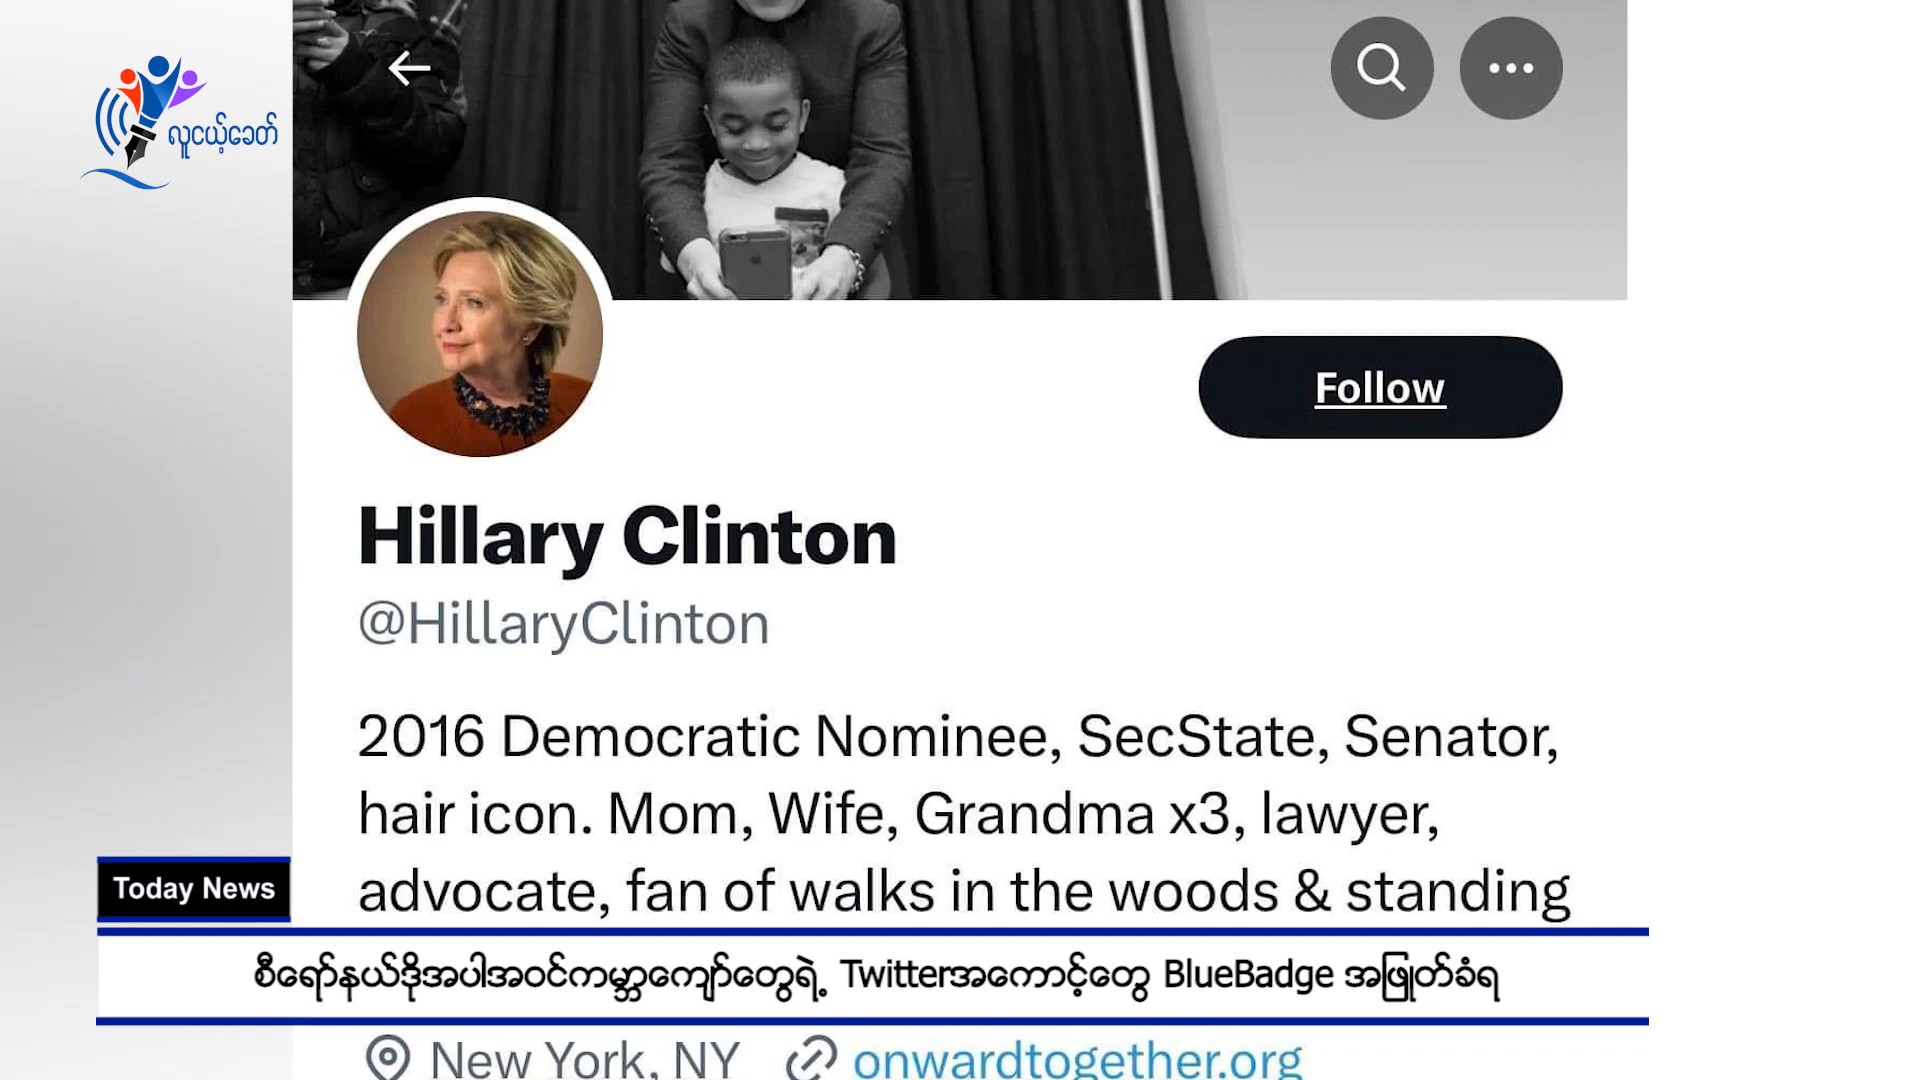 လူငယ့်ခေတ်
Follow
Hillary Clinton
@HillaryClinton
2016 Democratic Nominee, SecState, Senator,
hair icon. Mom, Wife, Grandma x3, lawyer,
advocate, fan of walks in the woods & standing
Today News
စီရော်နယ်ဒိုအပါအဝင်ကမ္ဘာကျော်တွေရဲ့ Twitterအကောင့်တွေ BlueBadge အဖြုတ်ခံရ
New York, NY onwardtogether.org